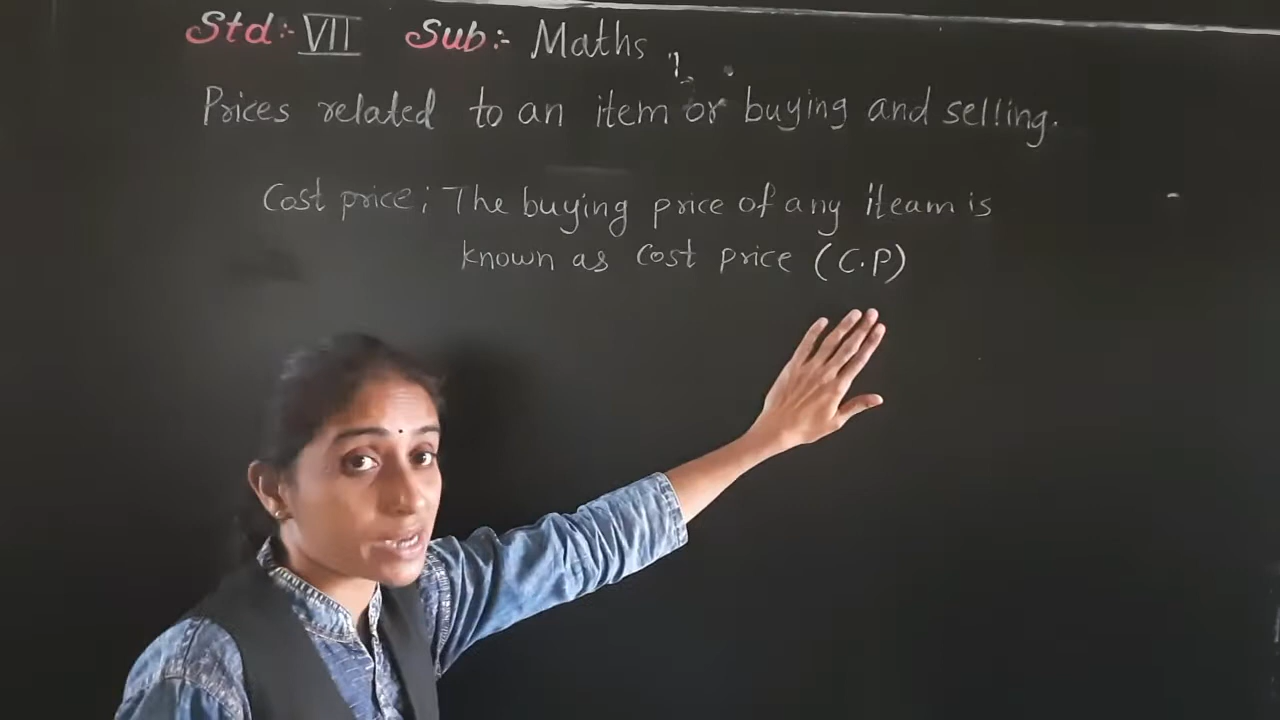 Std:- VII Sub:- Maths
Prices related to an item or buying and selling.
Cost price ; The buying price of any iteam is
known as Cost price (C.P)